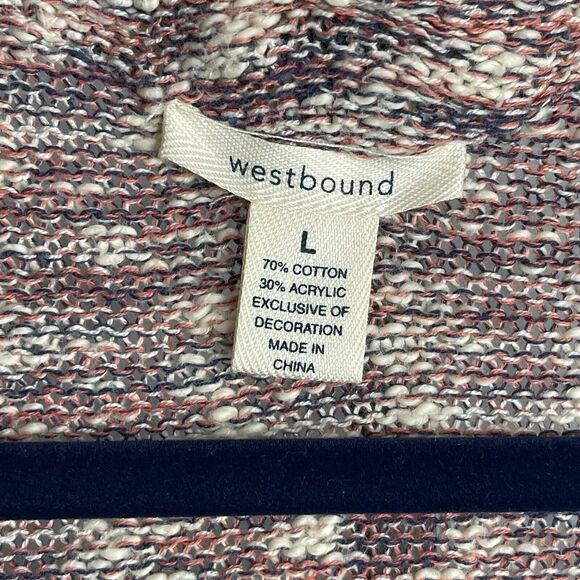 westbound
L
70% COTTON
30% ACRYLIC
EXCLUSIVE OF
DECORATION
MADE IN
CHINA